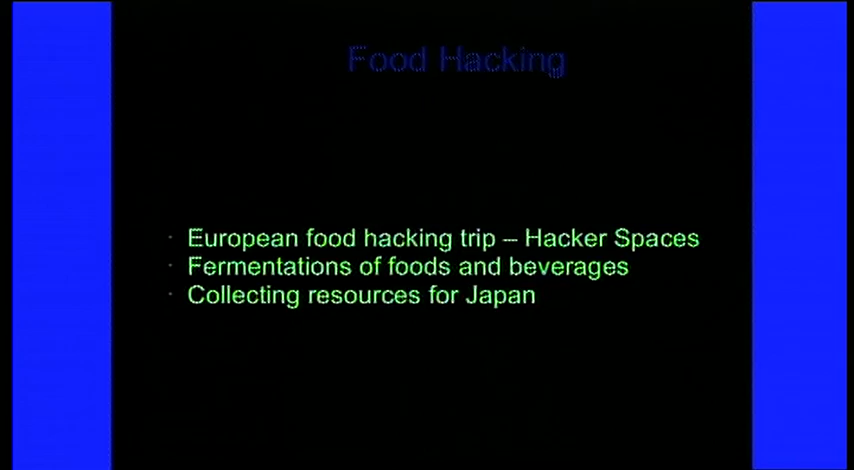 Food Hacking
· European food hacking trip – Hacker Spaces
· Fermentations of foods and beverages
· Collecting resources for Japan